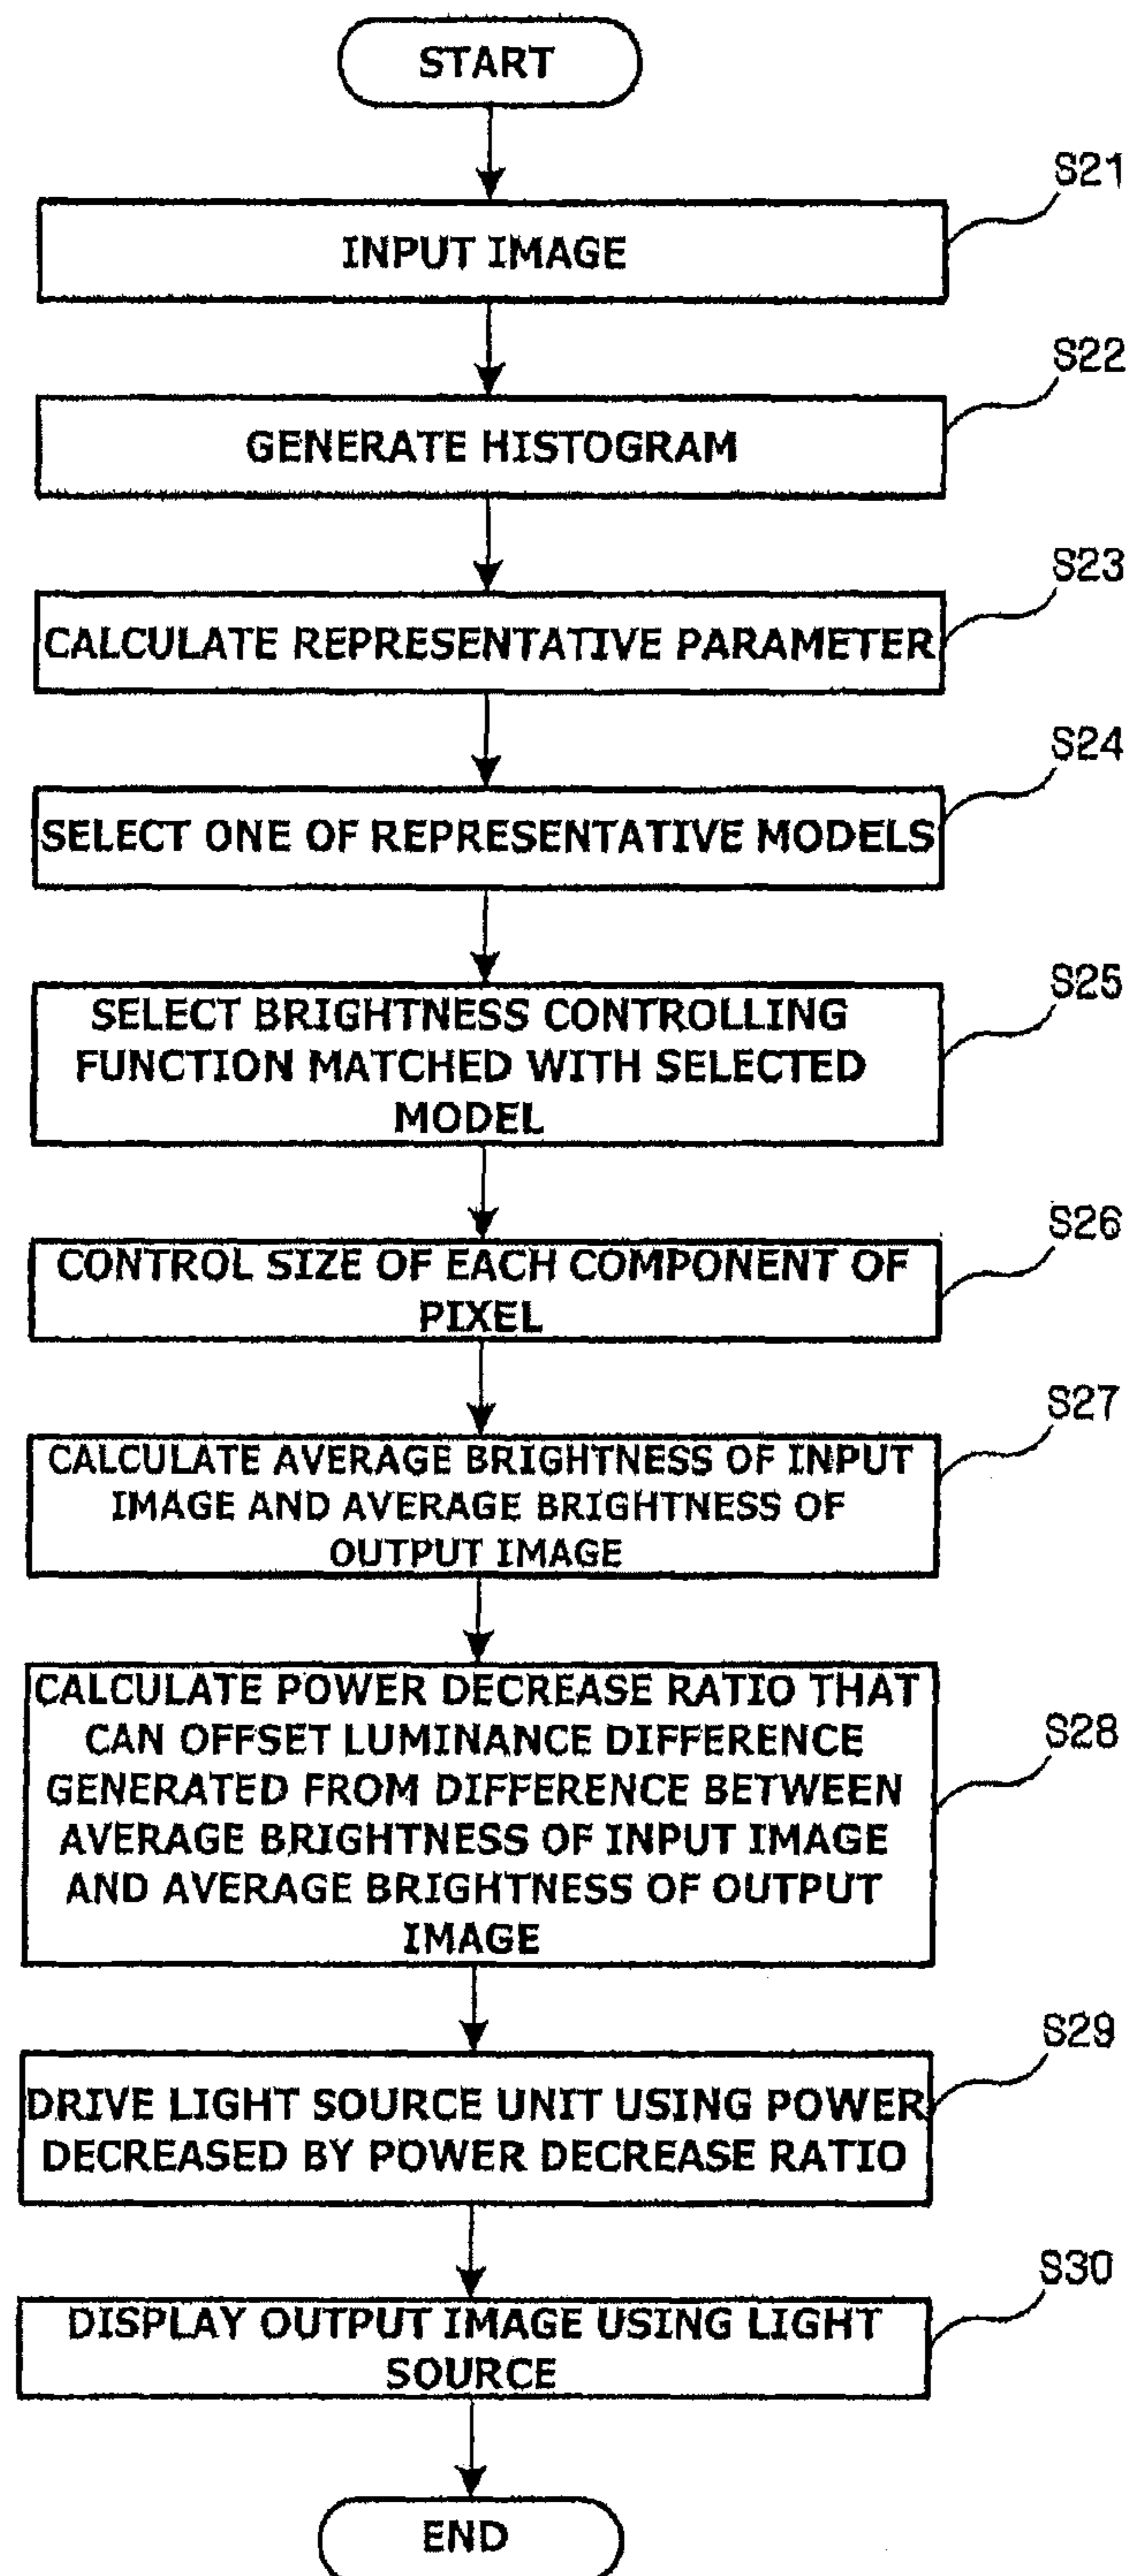 START
S21
INPUT IMAGE
S22
GENERATE HISTOGRAM
S23
CALCULATE REPRESENTATIVE PARAMETER
S24
SELECT ONE OF REPRESENTATIVE MODELS
S25
SELECT BRIGHTNESS CONTROLLING
FUNCTION MATCHED WITH SELECTED
MODEL
S26
CONTROL SIZE OF EACH COMPONENT OF
PIXEL
S27
CALCULATE AVERAGE BRIGHTNESS OF INPUT
IMAGE AND AVERAGE BRIGHTNESS OF
OUTPUT IMAGE
S28
CALCULATE POWER DECREASE RATIO THAT
CAN OFFSET LUMINANCE DIFFERENCE
GENERATED FROM DIFFERENCE BETWEEN
AVERAGE BRIGHTNESS OF INPUT IMAGE
AND AVERAGE BRIGHTNESS OF OUTPUT
IMAGE
S29
DRIVE LIGHT SOURCE UNIT USING POWER
DECREASED BY POWER DECREASE RATIO
S30
DISPLAY OUTPUT IMAGE USING LIGHT
SOURCE
END